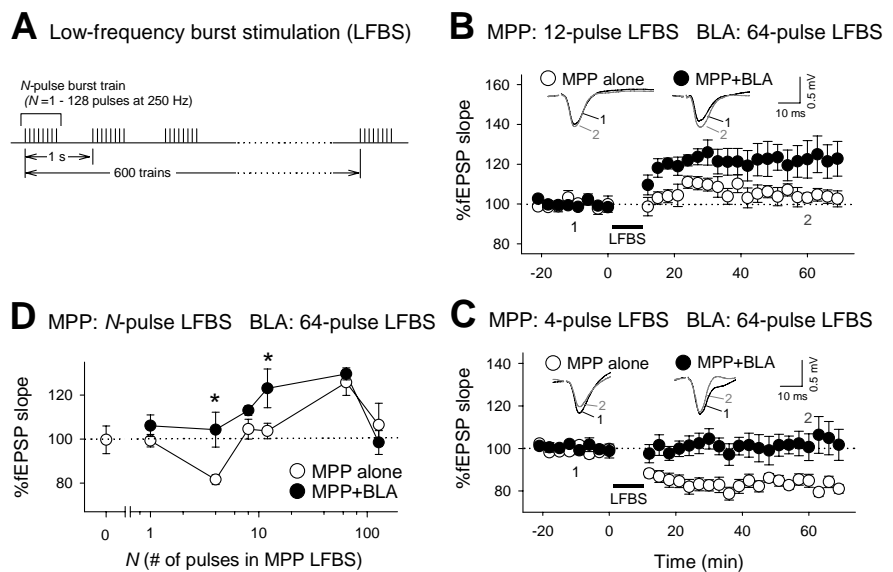 A Low-frequency burst stimulation (LFBS)
N-pulse burst train
(N =1 - 128 pulses at 250 Hz)
1 s
600 trains
B MPP: 12-pulse LFBS BLA: 64-pulse LFBS
MPP alone MPP+BLA
0.5 mV
10 ms
1
2
%fEPSP slope
140
120
100
80
1
2
LFBS
-20 0 20 40 60
D MPP: N-pulse LFBS BLA: 64-pulse LFBS
%fEPSP slope
120
100
80
* *
MPP alone
MPP+BLA
0 1 10 100
N (# of pulses in MPP LFBS)
C MPP: 4-pulse LFBS BLA: 64-pulse LFBS
MPP alone MPP+BLA
0.5 mV
10 ms
2
1
2
1
%fEPSP slope
140
120
100
80
1
2
LFBS
-20 0 20 40 60
Time (min)